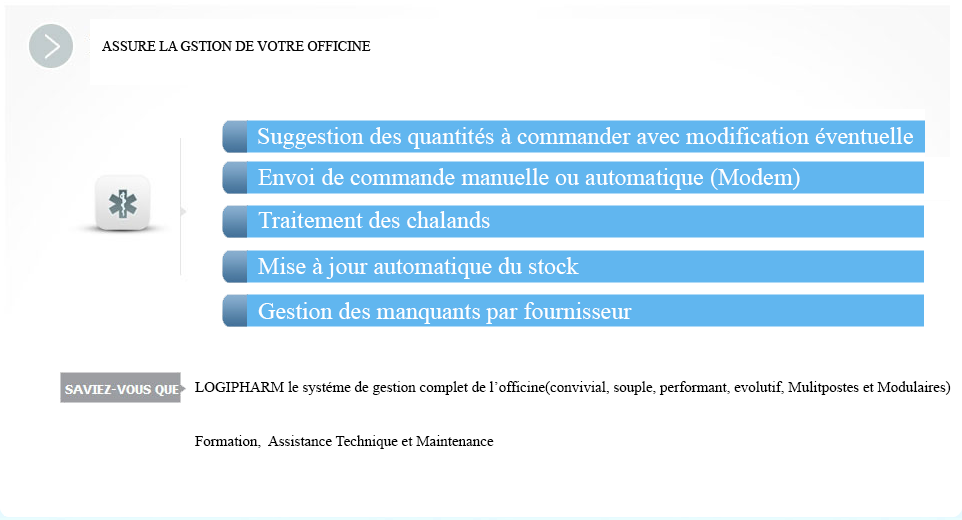 ASSURE LA GSTION DE VOTRE OFFICINE
Suggestion des quantités à commander avec modification éventuelle
Envoi de commande manuelle ou automatique (Modem)
Traitement des chalands
Mise à jour automatique du stock
Gestion des manquants par fournisseur
SAVIEZ-VOUS QUE
LOGIPHARM le systéme de gestion complet de l’officine(convivial, souple, performant, evolutif, Mulitpostes et Modulaires)
Formation, Assistance Technique et Maintenance